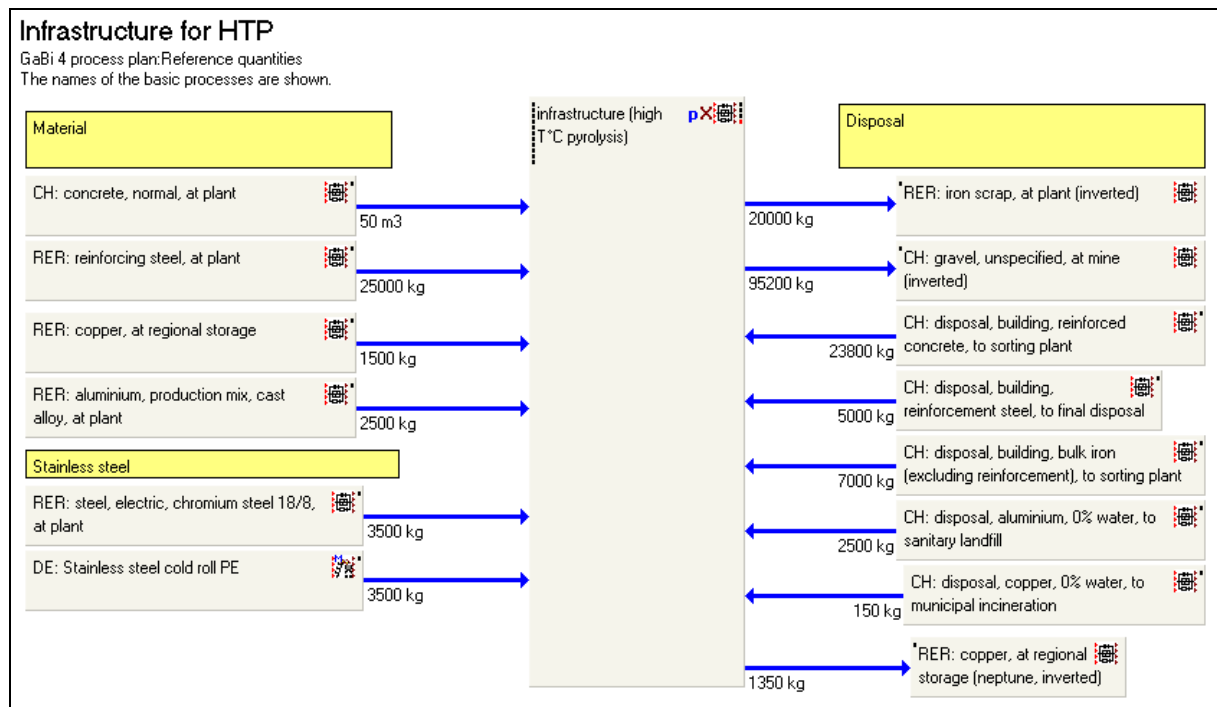 Infrastructure for HTP
GaBi 4 process plan:Reference quantities
The names of the basic processes are shown.
Material
CH: concrete, normal, at plant
50 m3
RER: reinforcing steel, at plant
25000 kg
RER: copper, at regional storage
1500 kg
RER: aluminium, production mix, cast
alloy, at plant
2500 kg
Stainless steel
RER: steel, electric, chromium steel 18/8,
at plant
3500 kg
DE: Stainless steel cold roll PE
3500 kg
infrastructure (high
T°C pyrolysis)
pX
Disposal
RER: iron scrap, at plant (inverted)
20000 kg
CH: gravel, unspecified, at mine
(inverted)
95200 kg
CH: disposal, building, reinforced
concrete, to sorting plant
23800 kg
CH: disposal, building,
reinforcement steel, to final disposal
5000 kg
CH: disposal, building, bulk iron
(excluding reinforcement), to sorting plant
7000 kg
CH: disposal, aluminium, 0% water, to
sanitary landfill
2500 kg
CH: disposal, copper, 0% water, to
municipal incineration
150 kg
RER: copper, at regional
storage (neptune, inverted)
1350 kg